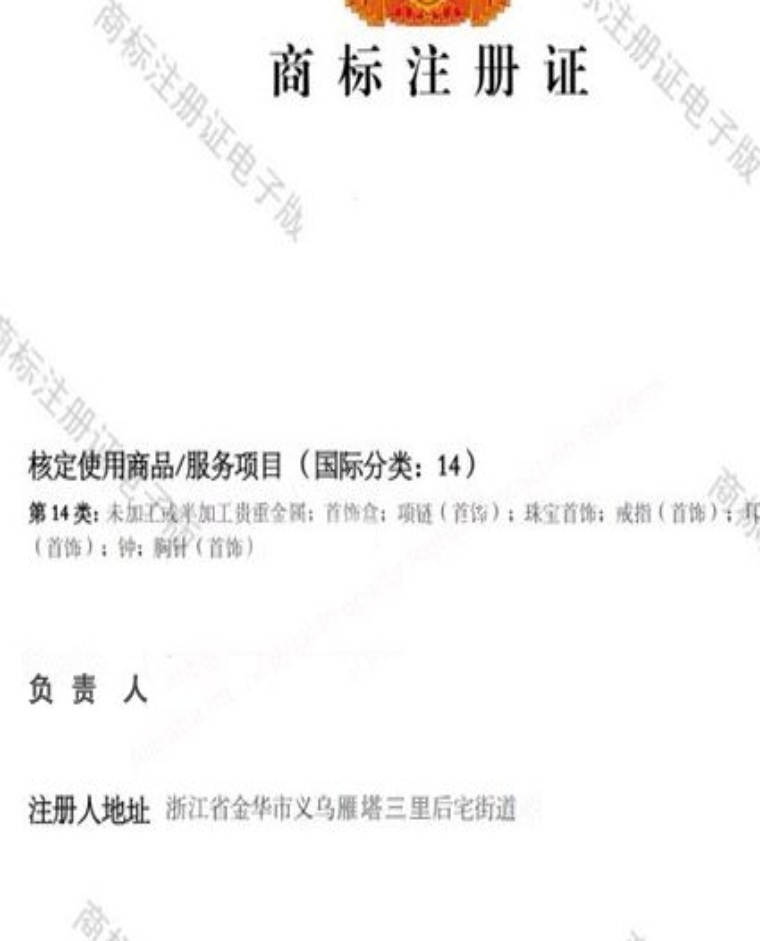 商标注册证
商标注册证电子版
标注册证电子版
商标注册证电子版
核定使用商品/服务项目（国际分类：14）
第14类：未加工或半加工贵重金属；首饰盒；项链（首饰）；珠宝首饰；戒指（首饰）；耳
（首饰）；钟；胸针（首饰）
负责人
注册人地址 浙江省金华市义乌雁塔三里后宅街道
商标